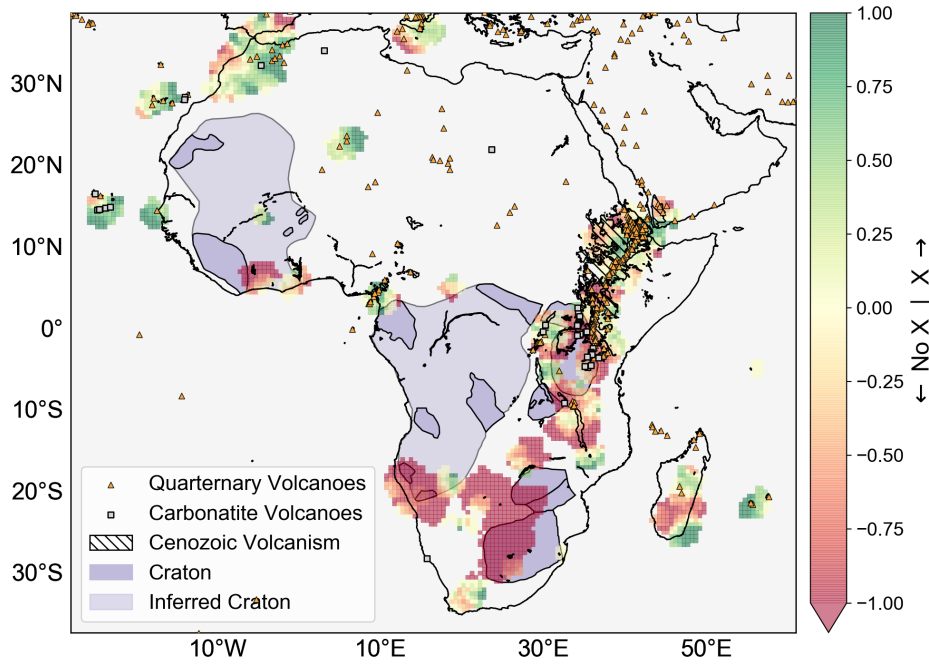 30°N
20°N
10°N
0°
10°S
20°S
30°S
10°W
10°E
30°E
50°E
Quarternary Volcanoes
Carbonatite Volcanoes
Cenozoic Volcanism
Craton
Inferred Craton
1.00
0.75
0.50
0.25
0.00
−0.25
−0.50
−0.75
−1.00
← No X | X →